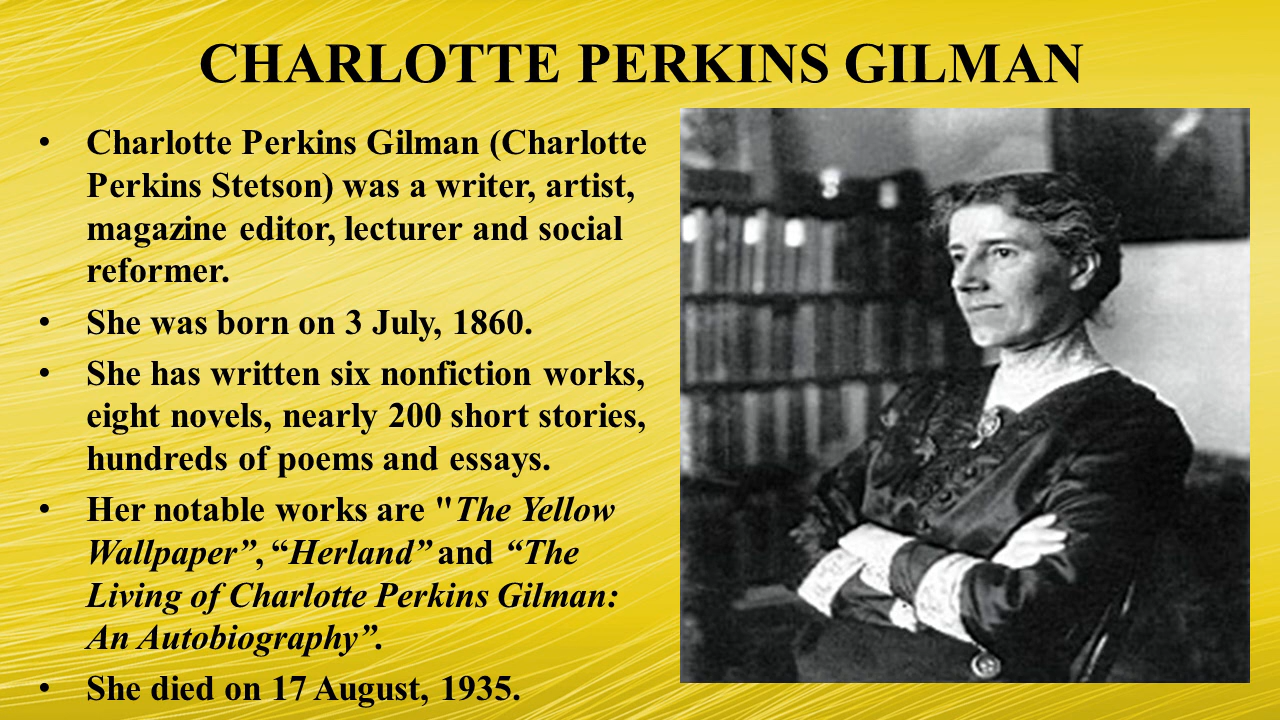 CHARLOTTE PERKINS GILMAN
• Charlotte Perkins Gilman (Charlotte
Perkins Stetson) was a writer, artist,
magazine editor, lecturer and social
reformer.
• She was born on 3 July, 1860.
• She has written six nonfiction works,
eight novels, nearly 200 short stories,
hundreds of poems and essays.
• Her notable works are "The Yellow
Wallpaper”, “Herland” and “The
Living of Charlotte Perkins Gilman:
An Autobiography”.
• She died on 17 August, 1935.